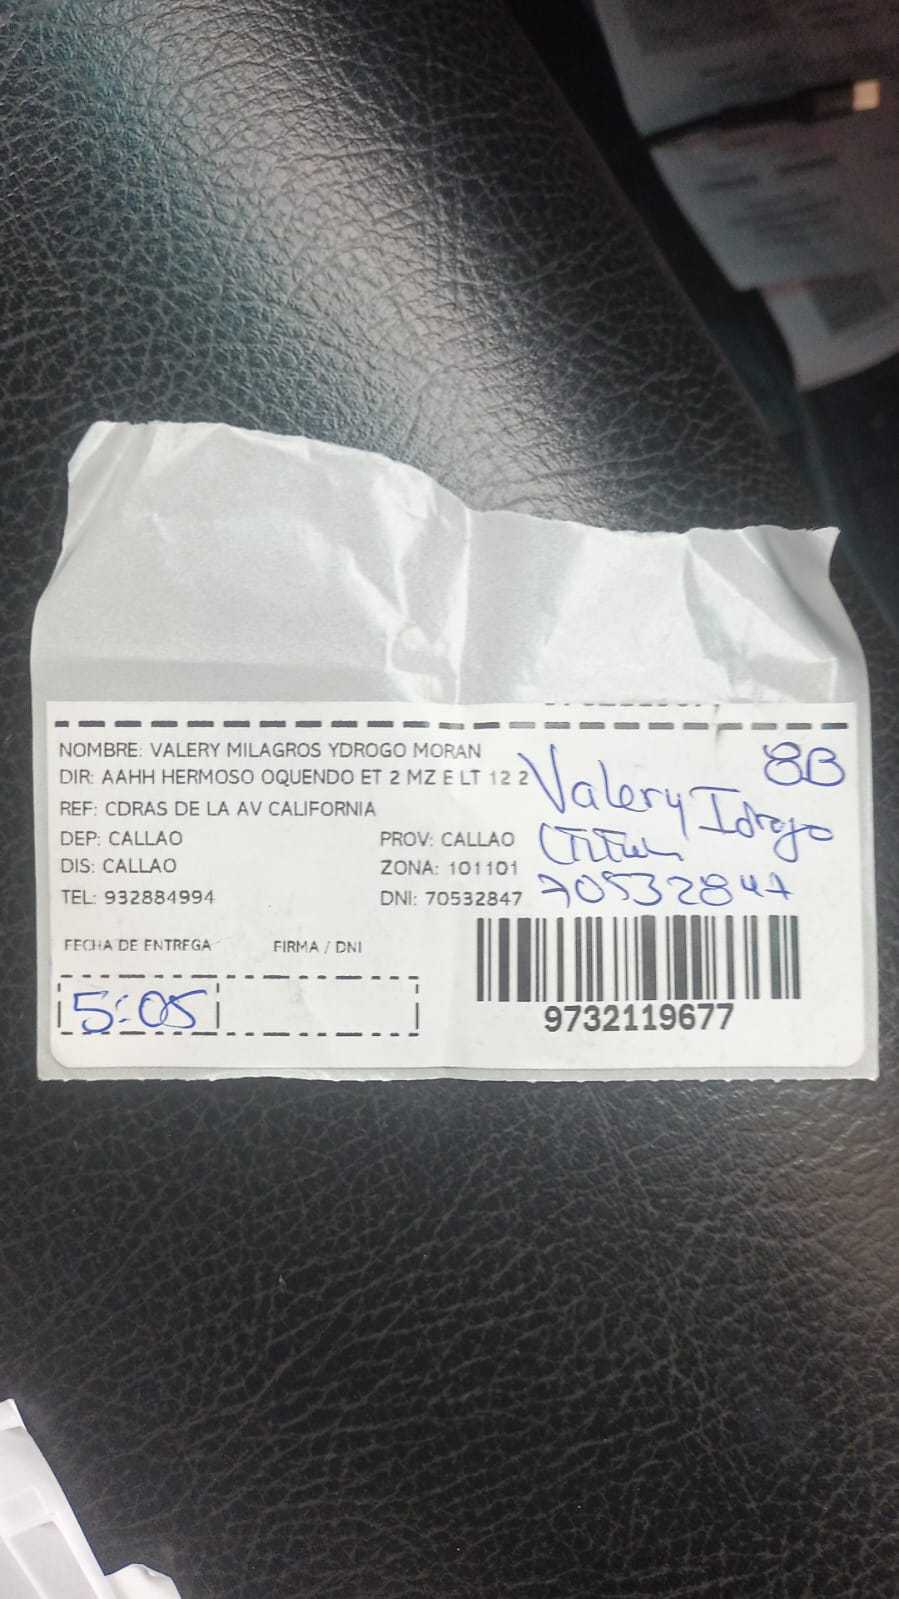 NOMBRE: VALERY MILAGROS YDROGO MORAN
DIR: AAHH HERMOSO OQUENDO ET 2 MZ E LT 12 2
REF: CDRAS DE LA AV CALIFORNIA
DEP: CALLAO PROV: CALLAO
DIS: CALLAO ZONA: 101101
TEL: 932884994 DNI: 70532847
8B
Valery Idrogo
70532847
FECHA DE ENTREGA FIRMA / DNI
5:05
9732119677